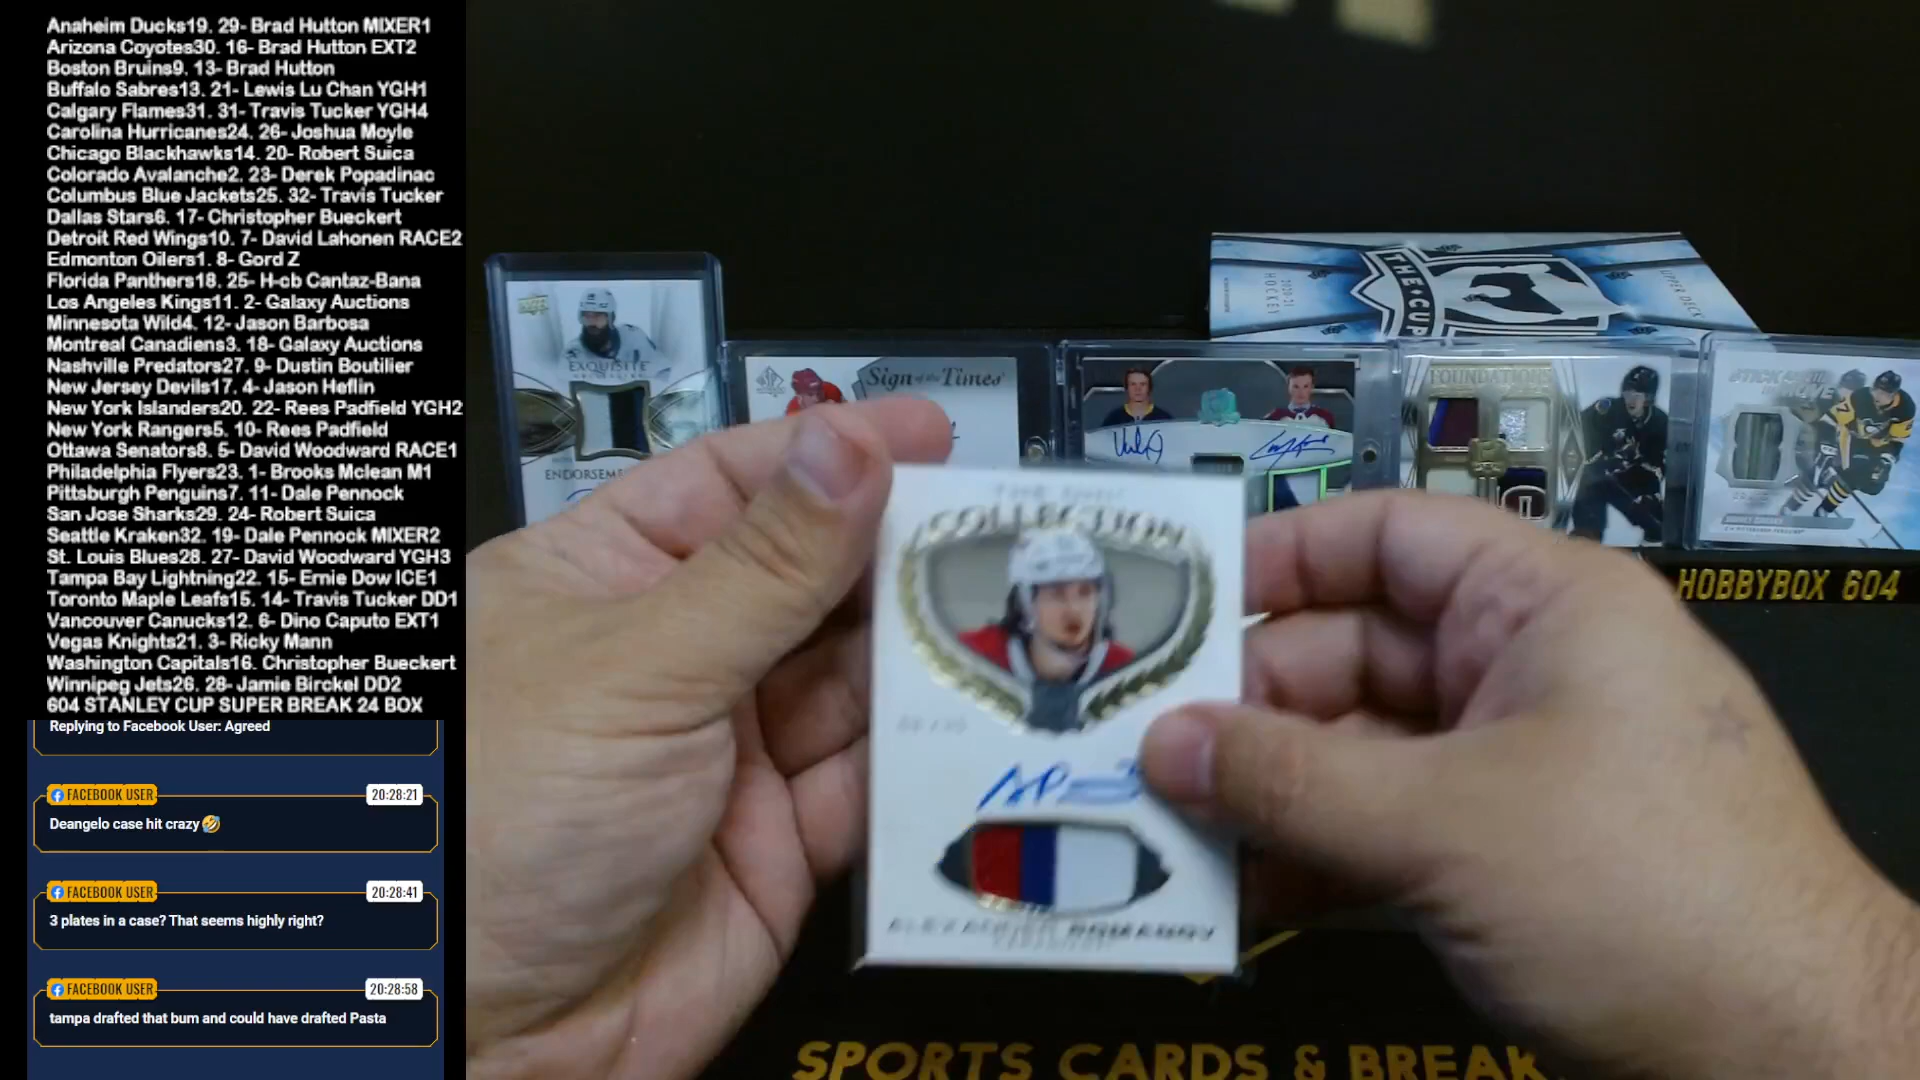 Anaheim Ducks19. 29- Brad Hutton MIXER1
Arizona Coyotes30. 16- Brad Hutton EXT2
Boston Bruins9. 13- Brad Hutton
Buffalo Sabres13. 21- Lewis Lu Chan YGH1
Calgary Flames31. 31- Travis Tucker YGH4
Carolina Hurricanes24. 26- Joshua Moyle
Chicago Blackhawks14. 20- Robert Suica
Colorado Avalanche2. 23- Derek Popadinac
Columbus Blue Jackets25. 32- Travis Tucker
Dallas Stars6. 17- Christopher Bueckert
Detroit Red Wings10. 7- David Lahonen RACE2
Edmonton Oilers1. 8- Gord Z
Florida Panthers18. 25- H-cb Cantaz-Bana
Los Angeles Kings11. 2- Galaxy Auctions
Minnesota Wild4. 12- Jason Barbosa
Montreal Canadiens3. 18- Galaxy Auctions
Nashville Predators27. 9- Dustin Boutilier
New Jersey Devils17. 4- Jason Heflin
New York Islanders20. 22- Rees Padfield YGH2
New York Rangers5. 10- Rees Padfield
Ottawa Senators8. 5- David Woodward RACE1
Philadelphia Flyers23. 1- Brooks Mclean M1
Pittsburgh Penguins7. 11- Dale Pennock
San Jose Sharks29. 24- Robert Suica
Seattle Kraken32. 19- Dale Pennock MIXER2
St. Louis Blues28. 27- David Woodward YGH3
Tampa Bay Lightning22. 15- Ernie Dow ICE1
Toronto Maple Leafs15. 14- Travis Tucker DD1
Vancouver Canucks12. 6- Dino Caputo EXT1
Vegas Knights21. 3- Ricky Mann
Washington Capitals16. Christopher Bueckert
Winnipeg Jets26. 28- Jamie Birckel DD2
604 STANLEY CUP SUPER BREAK 24 BOX
Replying to Facebook User: Agreed
FACEBOOK USER 20:28:21
Deangelo case hit crazy🤣
FACEBOOK USER 20:28:41
3 plates in a case? That seems highly right?
FACEBOOK USER 20:28:58
tampa drafted that bum and could have drafted Pasta
THE CUP
2020-21
HOCKEY
UPPER DECK
EXQUISITE
ENDORSEM
Sign of the Times
FOUNDATIONS
COLLECTION
ALEXANDER ROMANOV
HOBBYBOX 604
SPORTS CARDS & BREAK